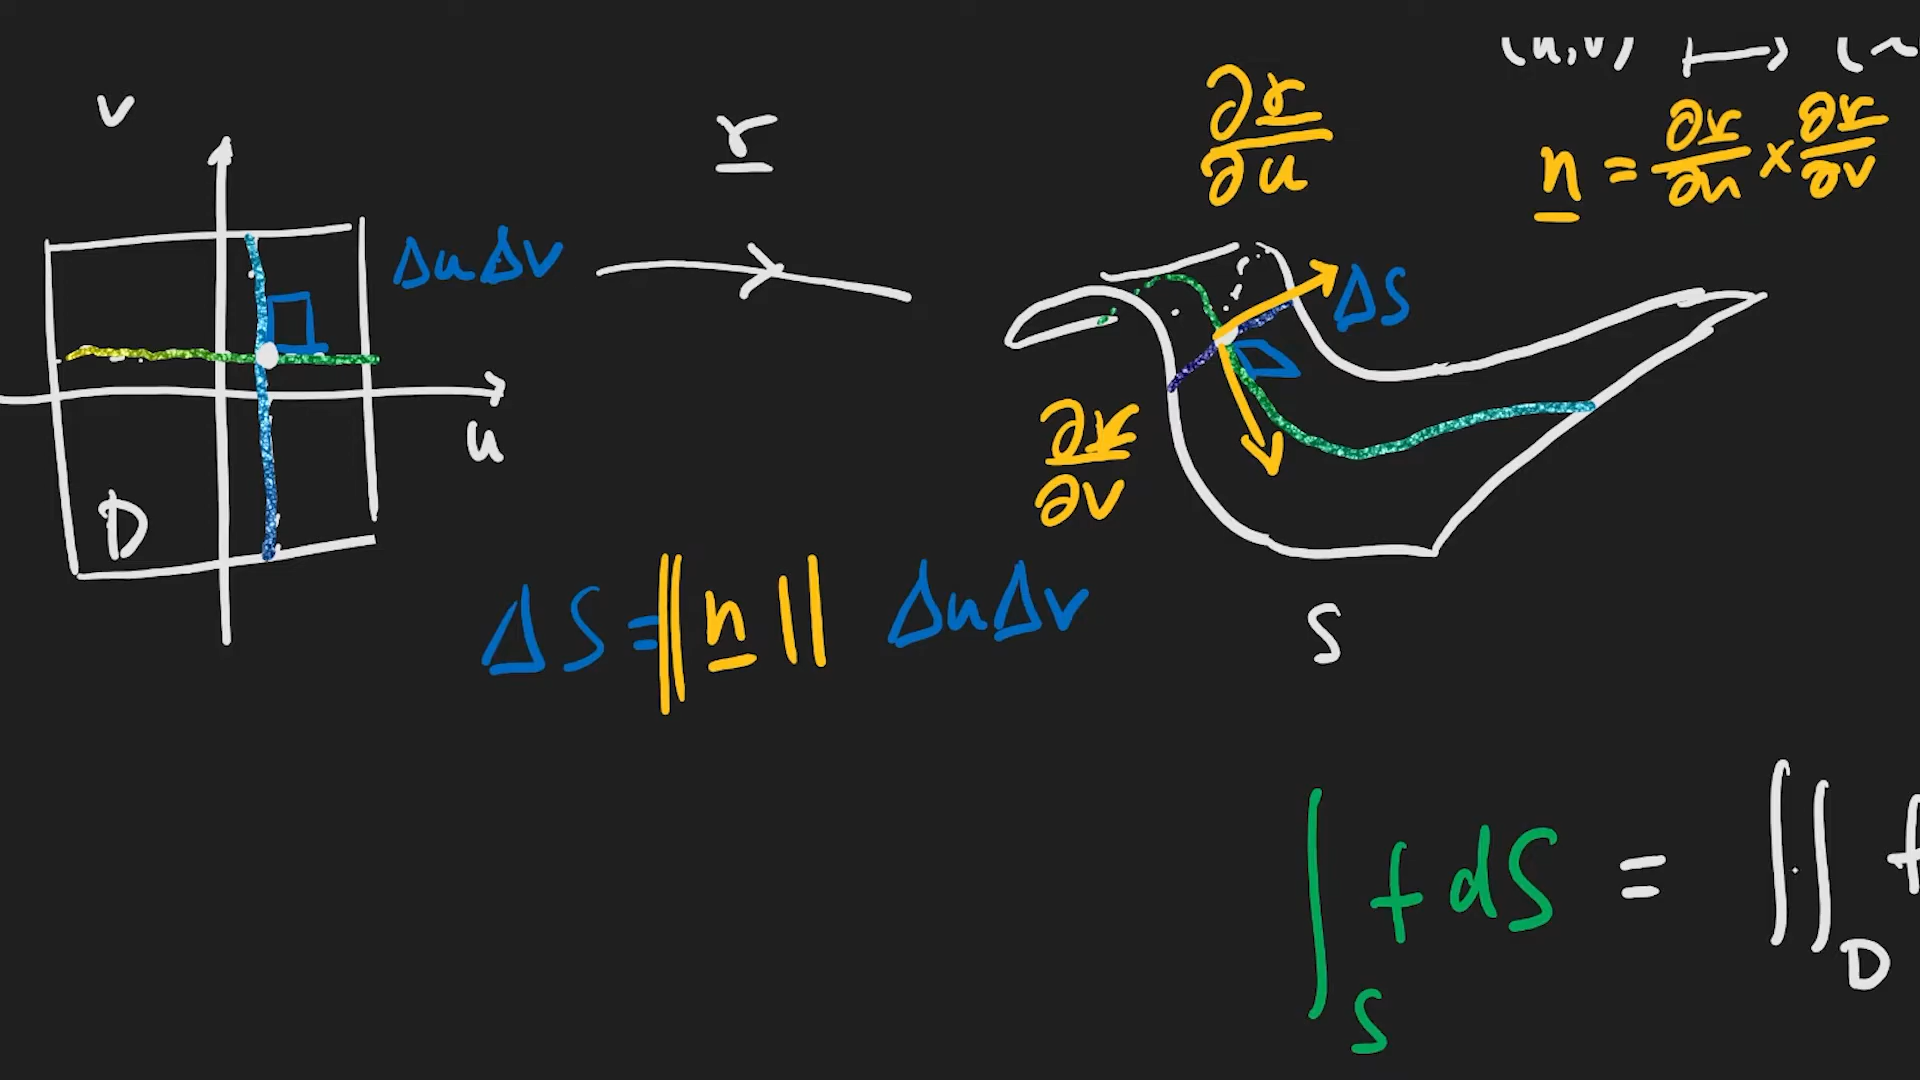 (u,v) ↦ (
v
r
∂r/∂u
n = ∂r/∂u × ∂r/∂v
ΔuΔv
ΔS
u
∂r/∂v
D
ΔS = ||n|| ΔuΔv
S
∫_S f dS = ∬_D f